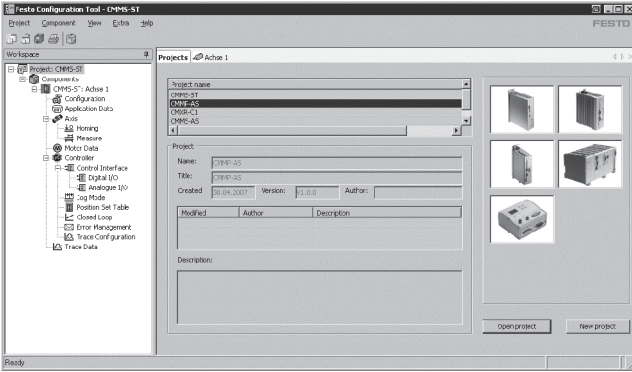 Festo Configuration Tool - CMMS-ST
Project Component View Extra Help
FESTO
Workspace
Projects Achse 1
Project: CMMS-ST
Components
CMMS-ST: Achse 1
Configuration
Application Data
Axis
Homing
Measure
Motor Data
Controller
Control Interface
Digital I/O
Analogue I/O
Jog Mode
Position Set Table
Closed Loop
Error Management
Trace Configuration
Trace Data
Project name
CMMS-ST
CMMP-AS
CMXR-C1
CMMS-AS
Project
Name: CMMP-AS
Title: CMMP-AS
Created 30.04.2007 Version: V1.0.0 Author:
Modified Author Description
Description:
Open project New project
Ready